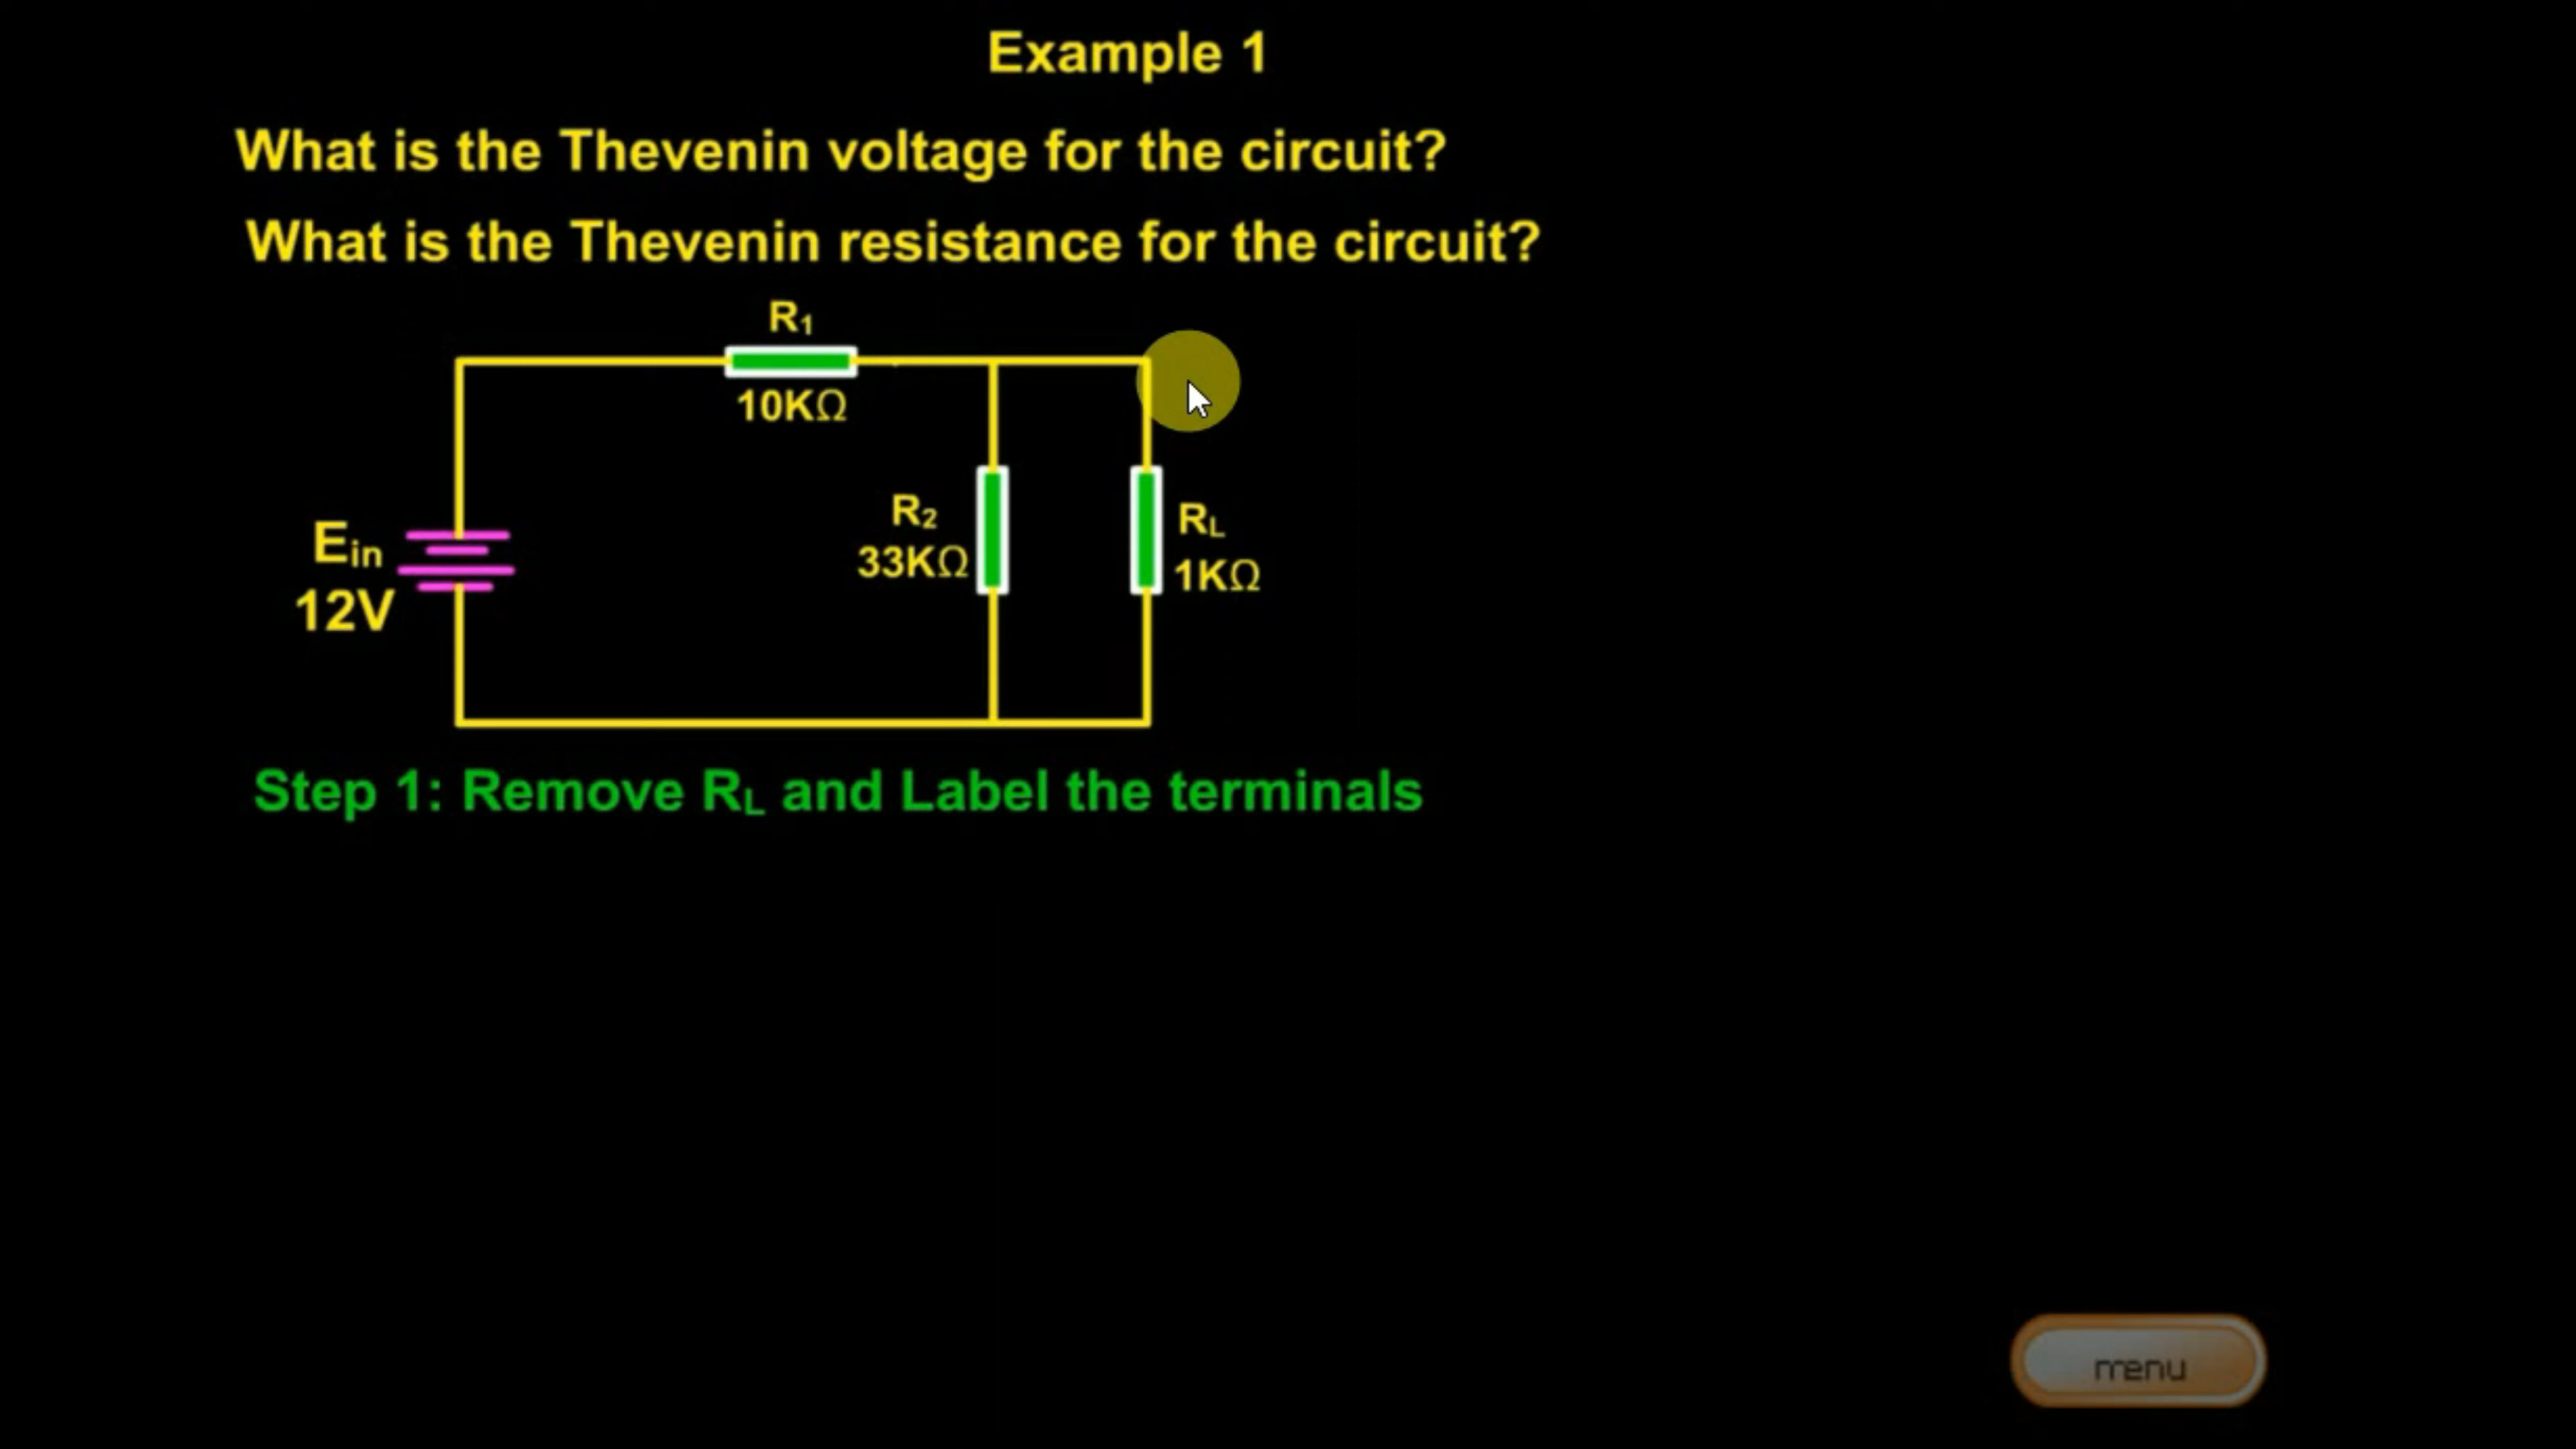 Example 1
What is the Thevenin voltage for the circuit?
What is the Thevenin resistance for the circuit?
R₁
10KΩ
R₂
33KΩ
RL
1KΩ
Ein
12V
Step 1: Remove RL and Label the terminals
menu